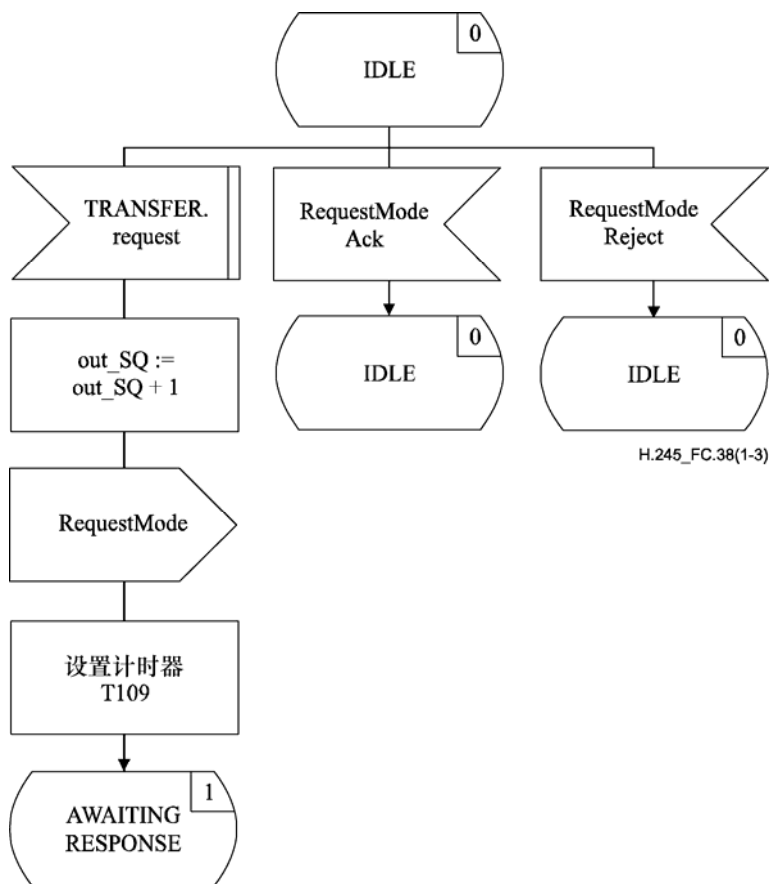 0
IDLE
TRANSFER.
request
RequestMode
Ack
RequestMode
Reject
out_SQ :=
out_SQ + 1
0
IDLE
0
IDLE
H.245_FC.38(1-3)
RequestMode
设置计时器
T109
1
AWAITING
RESPONSE